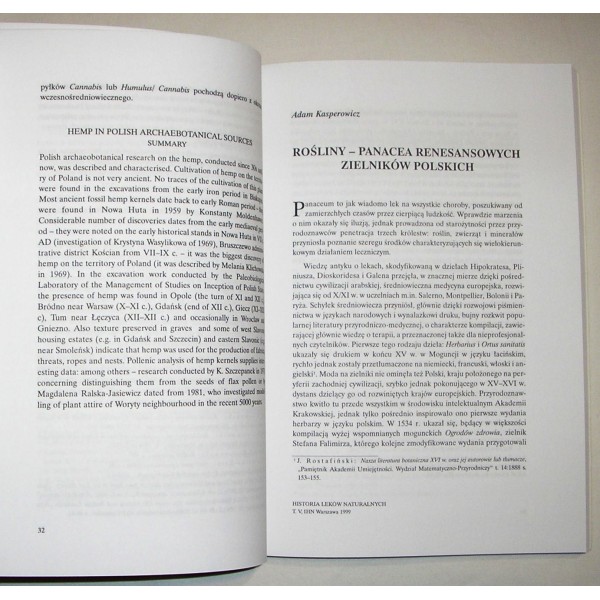 pyłków Cannabis lub Humulus/ Cannabis pochodzą dopiero z
wczesnośredniowiecznego.
HEMP IN POLISH ARCHAEBOTANICAL SOURCES
SUMMARY
Polish archaeobotanical research on the hemp, conducted since
now, was described and characterised. Cultivation of hemp on the
of Poland is not very ancient. No traces of the cultivation of this
were found in the excavations from the early iron period in
Most ancient fossil hemp kernels date back to early Roman period –
were found in Nowa Huta in 1959 by Konstanty
Considerable number of discoveries dates from the early mediaeval
od – they were noted on the early historical stands in Nowa Huta in
AD (investigation of Krystyna Wasylikowa of 1969), Bruszczewo
trative district Kościan from VII–IX c. – it was the biggest discovery
hemp on the territory of Poland (it was described by Melania
in 1969). In the excavation work conducted by the
Laboratory of the Management of Studies on Inception of Polish
the presence of hemp was found in Opole (the turn of XI and XII
Bródno near Warsaw (X–XI c.), Gdańsk (end of XII c.), Giecz
c), Tum near Łęczyca (XII–XIII c.) and occasionally in Wrocław
Gniezno. Also texture preserved in graves and some of west Slavonic
housing estates (e.g. in Gdańsk and Szczecin) and eastern Slavonic
near Smoleńsk) indicate that hemp was used for the production of
threats, ropes and nests. Pollenic analysis of hemp kernels supplies
esting data: among others – research conducted by K. Szczepanek in
concerning distinguishing them from the seeds of flax pollen or
Magdalena Ralska-Jasiewicz dated from 1981, who investigated
ling of plant attire of Woryty neighbourhood in the recent 5000 years.
32
Adam Kasperowicz
ROŚLINY – PANACEA RENESANSOWYCH
ZIELNIKÓW POLSKICH
Panaceum to jak wiadomo lek na wszystkie choroby, poszukiwany od
zamierzchłych czasów przez cierpiącą ludzkość. Wprawdzie marzenia
o nim okazały się iluzją, jednak prowadzona od starożytności przez przy-
rodoznawców penetracja trzech królestw: roślin, zwierząt i minerałów
przyniosła poznanie szeregu środków charakteryzujących się wielokierun-
kowym działaniem leczniczym.
Wiedzę antyku o lekach, skodyfikowaną w dziełach Hipokratesa, Pli-
niusza, Dioskoridesa i Galena przejęła, w znacznej mierze dzięki pośred-
nictwu cywilizacji arabskiej, średniowieczna medycyna europejska, rozwi-
jająca się od X/XI w. w uczelniach m.in. Salerno, Montpellier, Bolonii i Pa-
ryża. Schyłek średniowiecza przyniósł, głównie dzięki rozwojowi piśmien-
nictwa w językach narodowych i wynalazkowi druku, bujny rozkwit popu-
larnej literatury przyrodniczo-medycznej, o charakterze kompilacji, zawie-
rającej głównie wiedzę starożytną, przeznaczonej także dla nieprofesjonal-
nych czytelników. Pierwsze tego rodzaju dzieła: Herbarius i Ortus sanitatis
ukazały się drukiem w końcu XV w. w Moguncji w języku łacińskim,
rychło jednak zostały przetłumaczone na niemiecki, francuski, włoski i an-
gielski¹. Moda na zielniki nie ominęła też Polski, kraju położonego na pery-
ferii zachodniej cywilizacji, szybko jednak pokonującego w XV–XVI w.
dystans dzielący go od rozwiniętych krajów europejskich. Przyrodoznaw-
stwo kwitło tu przede wszystkim w środowisku intelektualnym Akademii
Krakowskiej, jednak tylko pośrednio inspirowało ono pierwsze wydania
herbarzy w języku polskim. W 1534 r. ukazał się, będący w większości
kompilacją wyżej wspomnianych mogunckich Ogrodów zdrowia, zielnik
Stefana Falimirza, którego kolejne zmodyfikowane wydania przygotowali
¹ J. Rostafiński: Nasza literatura botaniczna XVI w. oraz jej autorowie lub tłumacze,
„Pamiętnik Akademii Umiejętności. Wydział Matematyczno-Przyrodniczy” t. 14:1888 s.
153–155.
HISTORIA LEKÓW NATURALNYCH
T. V, IHN Warszawa 1999